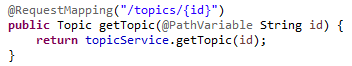 @RequestMapping("/topics/{id}")
public Topic getTopic(@PathVariable String id) {
    return topicService.getTopic(id);
}